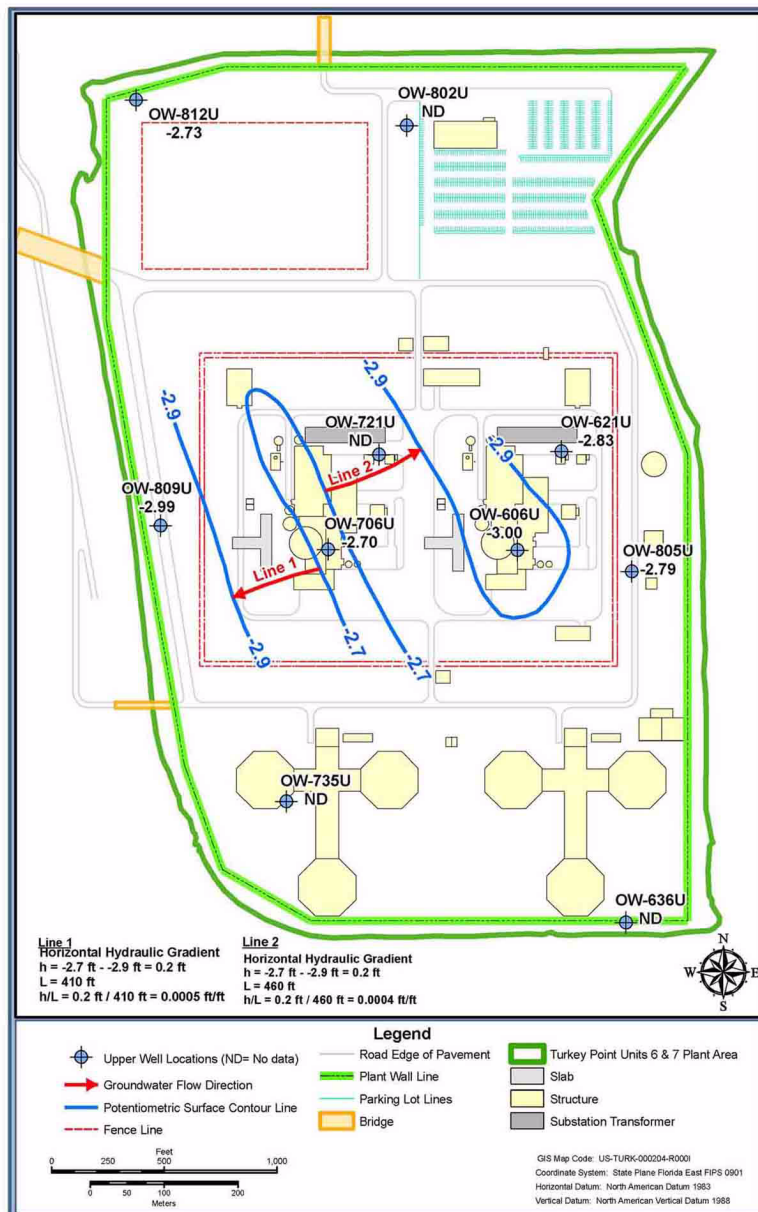 OW-802U
ND
OW-812U
-2.73
-2.9
-2.9
OW-721U
ND
OW-621U
-2.83
-2.9
Line 2
OW-809U
-2.99
OW-706U
-2.70
OW-606U
-3.00
OW-805U
-2.79
Line 1
-2.9
-2.7
-2.7
OW-735U
ND
OW-636U
ND
Line 1
Horizontal Hydraulic Gradient
h = -2.7 ft - -2.9 ft = 0.2 ft
L = 410 ft
h/L = 0.2 ft / 410 ft = 0.0005 ft/ft
Line 2
Horizontal Hydraulic Gradient
h = -2.7 ft - -2.9 ft = 0.2 ft
L = 460 ft
h/L = 0.2 ft / 460 ft = 0.0004 ft/ft
N
W
E
S
Legend
Upper Well Locations (ND= No data)
Groundwater Flow Direction
Potentiometric Surface Contour Line
Fence Line
Road Edge of Pavement
Plant Wall Line
Parking Lot Lines
Bridge
Turkey Point Units 6 & 7 Plant Area
Slab
Structure
Substation Transformer
Feet
0 250 500 1,000
0 50 100 200
Meters
GIS Map Code: US-TURK-000204-R000I
Coordinate System: State Plane Florida East FIPS 0901
Horizontal Datum: North American Datum 1983
Vertical Datum: North American Vertical Datum 1988